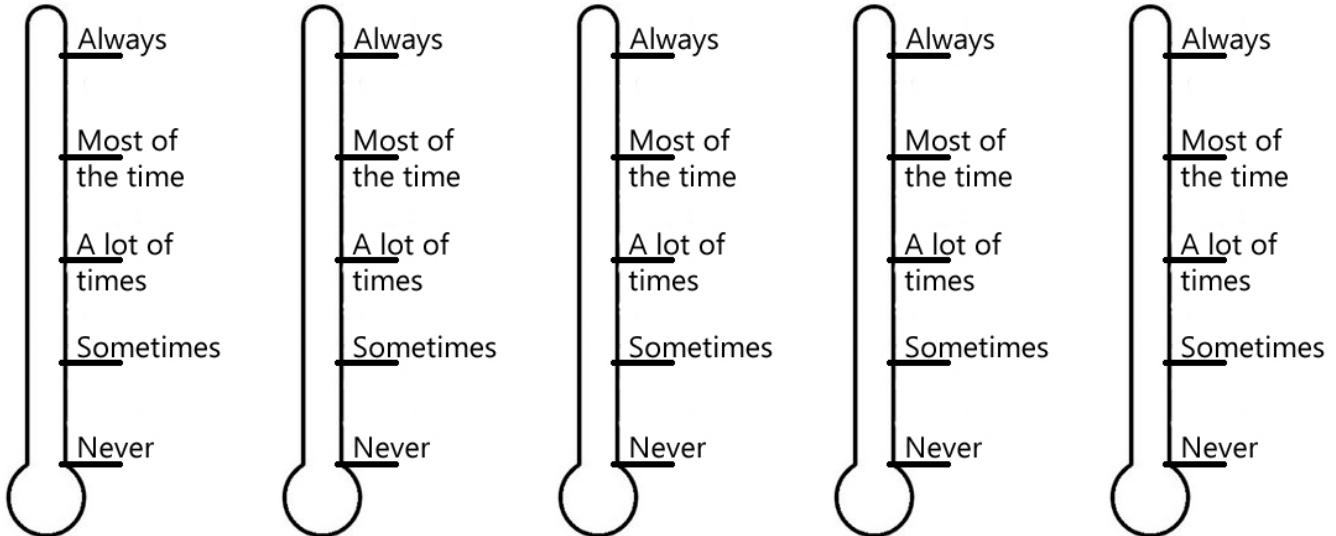 Always
Most of
the time
A lot of
times
Sometimes
Never
Always
Most of
the time
A lot of
times
Sometimes
Never
Always
Most of
the time
A lot of
times
Sometimes
Never
Always
Most of
the time
A lot of
times
Sometimes
Never
Always
Most of
the time
A lot of
times
Sometimes
Never